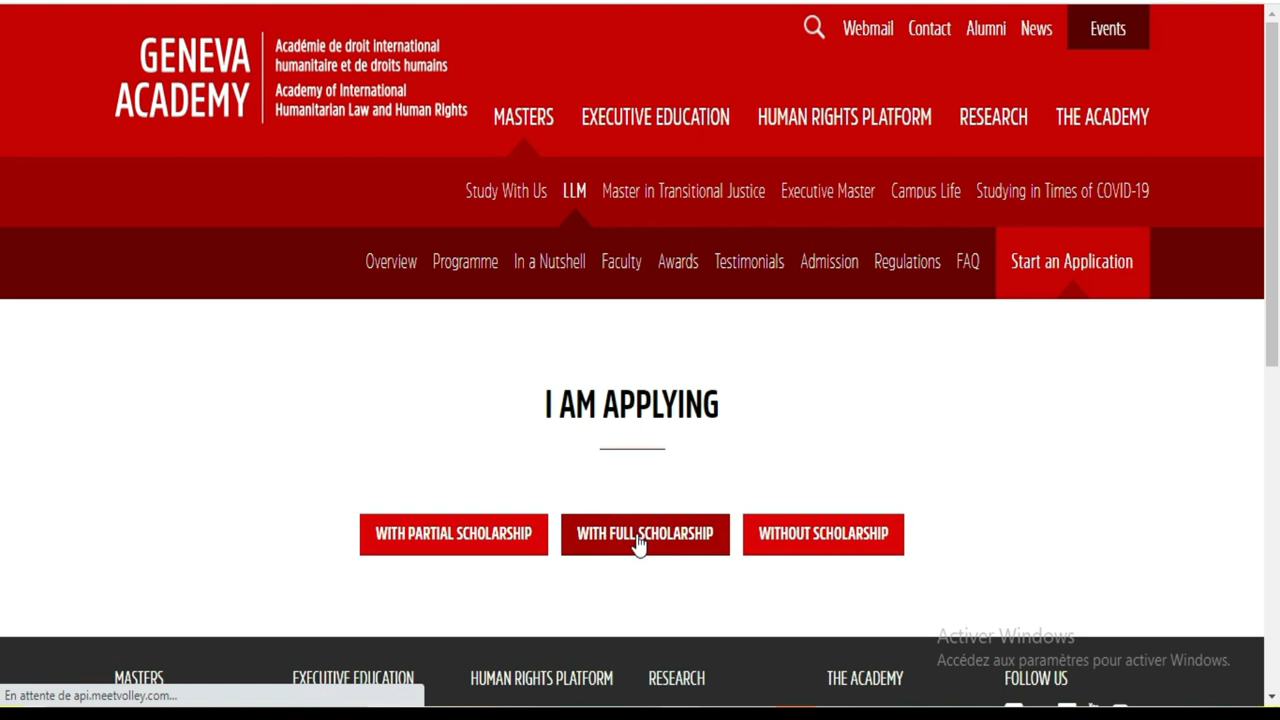 Webmail Contact Alumni News Events
GENEVA
ACADEMY
Académie de droit international
humanitaire et de droits humains
Academy of International
Humanitarian Law and Human Rights
MASTERS EXECUTIVE EDUCATION HUMAN RIGHTS PLATFORM RESEARCH THE ACADEMY
Study With Us LLM Master in Transitional Justice Executive Master Campus Life Studying in Times of COVID-19
Overview Programme In a Nutshell Faculty Awards Testimonials Admission Regulations FAQ Start an Application
I AM APPLYING
WITH PARTIAL SCHOLARSHIP WITH FULL SCHOLARSHIP WITHOUT SCHOLARSHIP
Activer Windows
Accédez aux paramètres pour activer Windows.
MASTERS EXECUTIVE EDUCATION HUMAN RIGHTS PLATFORM RESEARCH THE ACADEMY FOLLOW US
En attente de api.meetvolley.com...